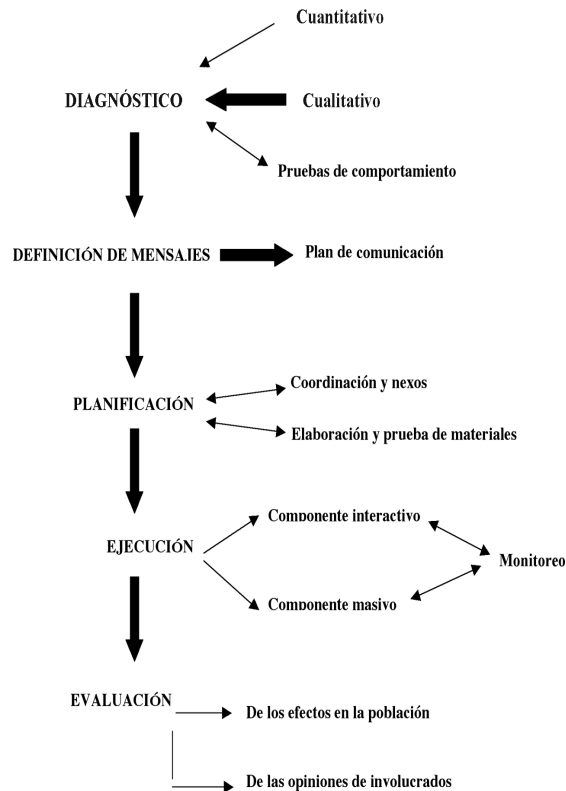 Cuantitativo
DIAGNÓSTICO
Cualitativo
Pruebas de comportamiento
DEFINICIÓN DE MENSAJES
Plan de comunicación
Coordinación y nexos
PLANIFICACIÓN
Elaboración y prueba de materiales
Componente interactivo
EJECUCIÓN
Monitoreo
Componente masivo
EVALUACIÓN
De los efectos en la población
De las opiniones de involucrados